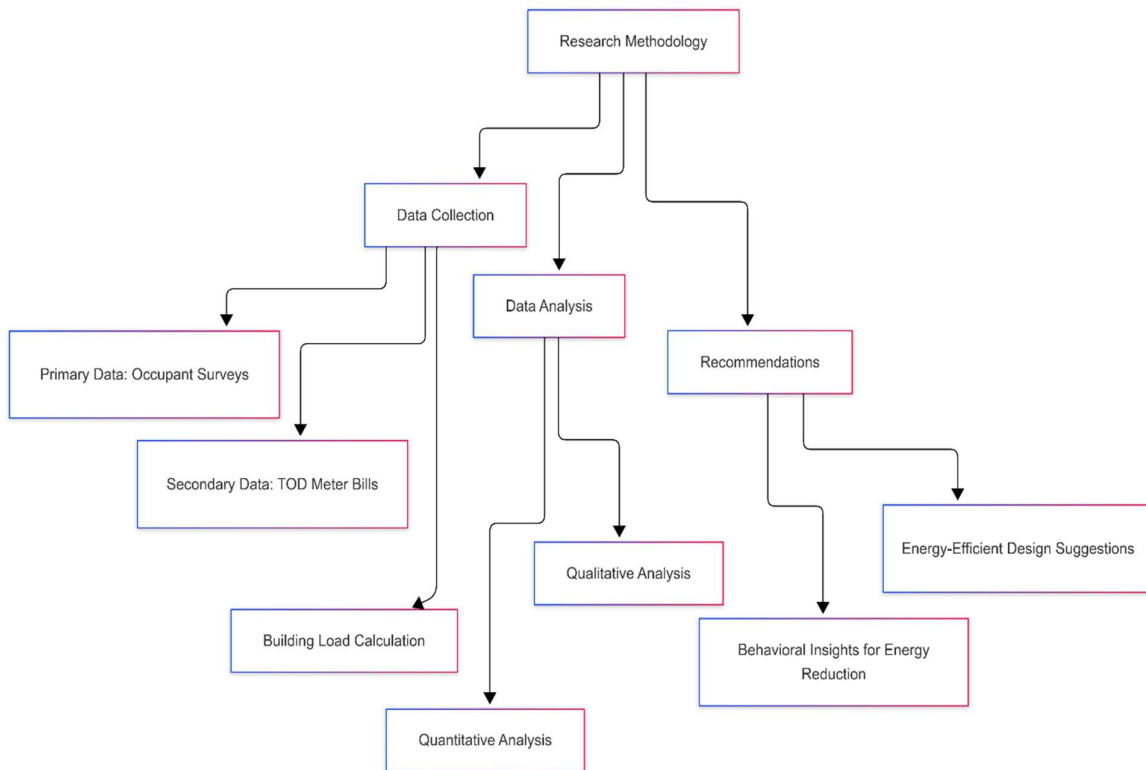 Research Methodology
Data Collection
Data Analysis
Recommendations
Primary Data: Occupant Surveys
Secondary Data: TOD Meter Bills
Energy-Efficient Design Suggestions
Qualitative Analysis
Building Load Calculation
Behavioral Insights for Energy
Reduction
Quantitative Analysis